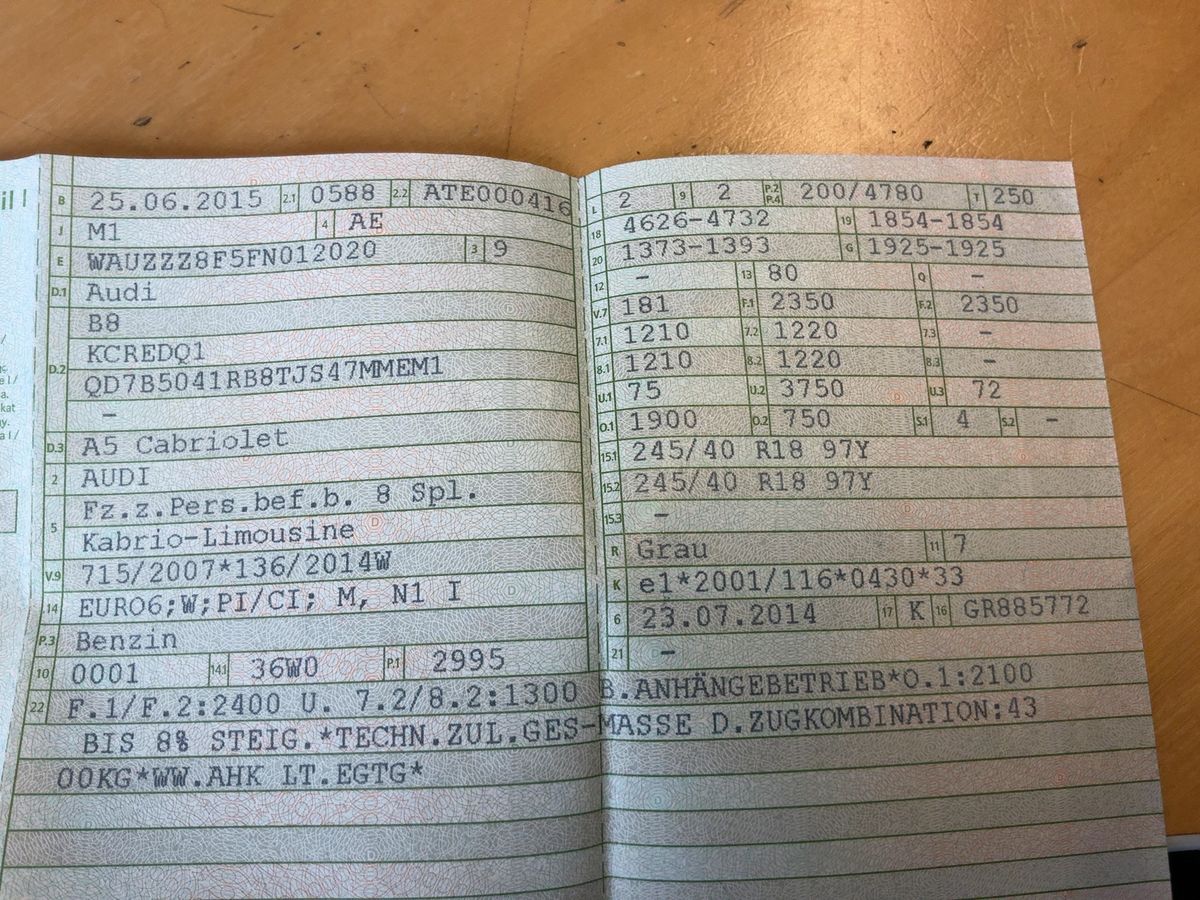 il I
B 25.06.2015 2.1 0588 2.2 ATE000416
J M1 4 AE
E WAUZZZ8F5FN012020 3 9
D.1 Audi
B8
D.2 KCREDQ1
QD7B5041RB8TJS47MMEM1
-
D.3 A5 Cabriolet
2 AUDI
5 Fz.z.Pers.bef.b. 8 Spl.
Kabrio-Limousine
V.9 715/2007*136/2014W
14 EURO6;W;PI/CI; M, N1 I
P.3 Benzin
10 0001 14.1 36W0 P.1 2995
L 2 9 2 P.2 P.4 200/4780 T 250
18 4626-4732 19 1854-1854
20 1373-1393 G 1925-1925
12 - 13 80 Q -
V.7 181 F.1 2350 F.2 2350
7.1 1210 7.2 1220 7.3 -
8.1 1210 8.2 1220 8.3 -
U.1 75 U.2 3750 U.3 72
O.1 1900 O.2 750 S.1 4 S.2 -
15.1 245/40 R18 97Y
15.2 245/40 R18 97Y
15.3 -
R Grau 11 7
K e1*2001/116*0430*33
6 23.07.2014 17 K 16 GR885772
21 -
22 F.1/F.2:2400 U. 7.2/8.2:1300 B.ANHÄNGEBETRIEB*O.1:2100
BIS 8% STEIG.*TECHN.ZUL.GES-MASSE D.ZUGKOMBINATION:43
00KG*WW.AHK LT.EGTG*